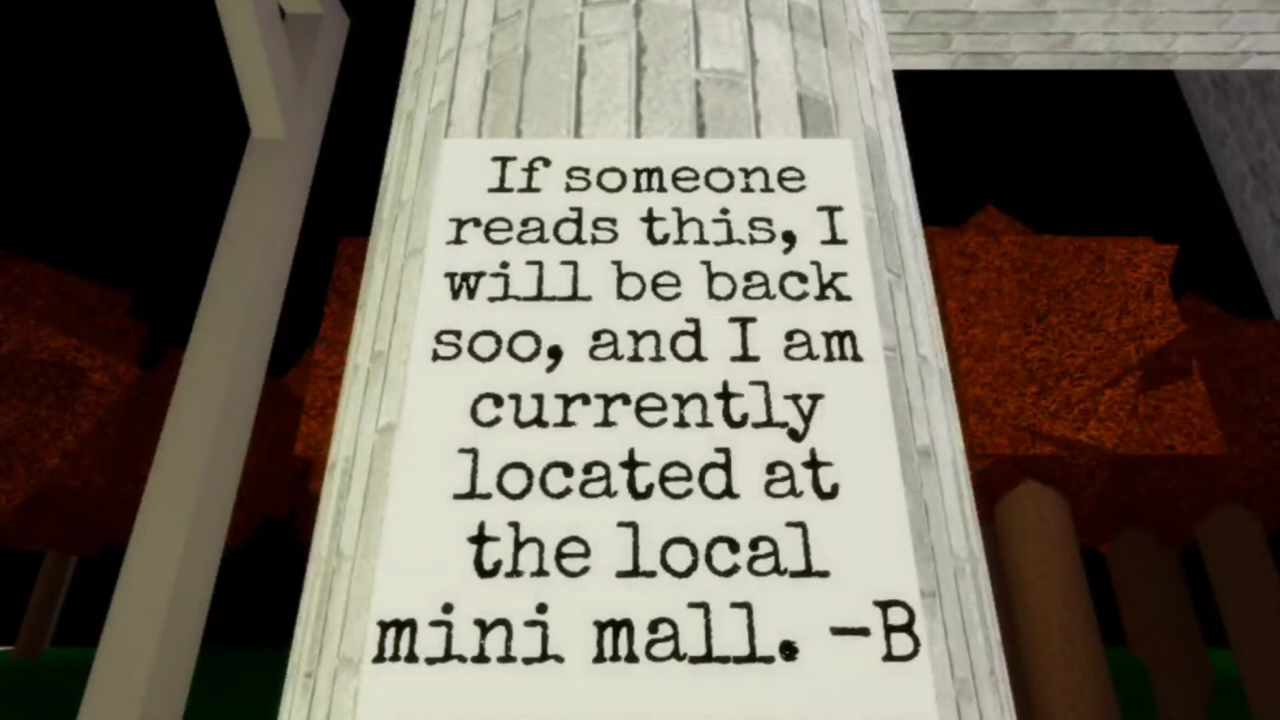 If someone
reads this, I
will be back
soo, and I am
currently
located at
the local
mini mall. -B